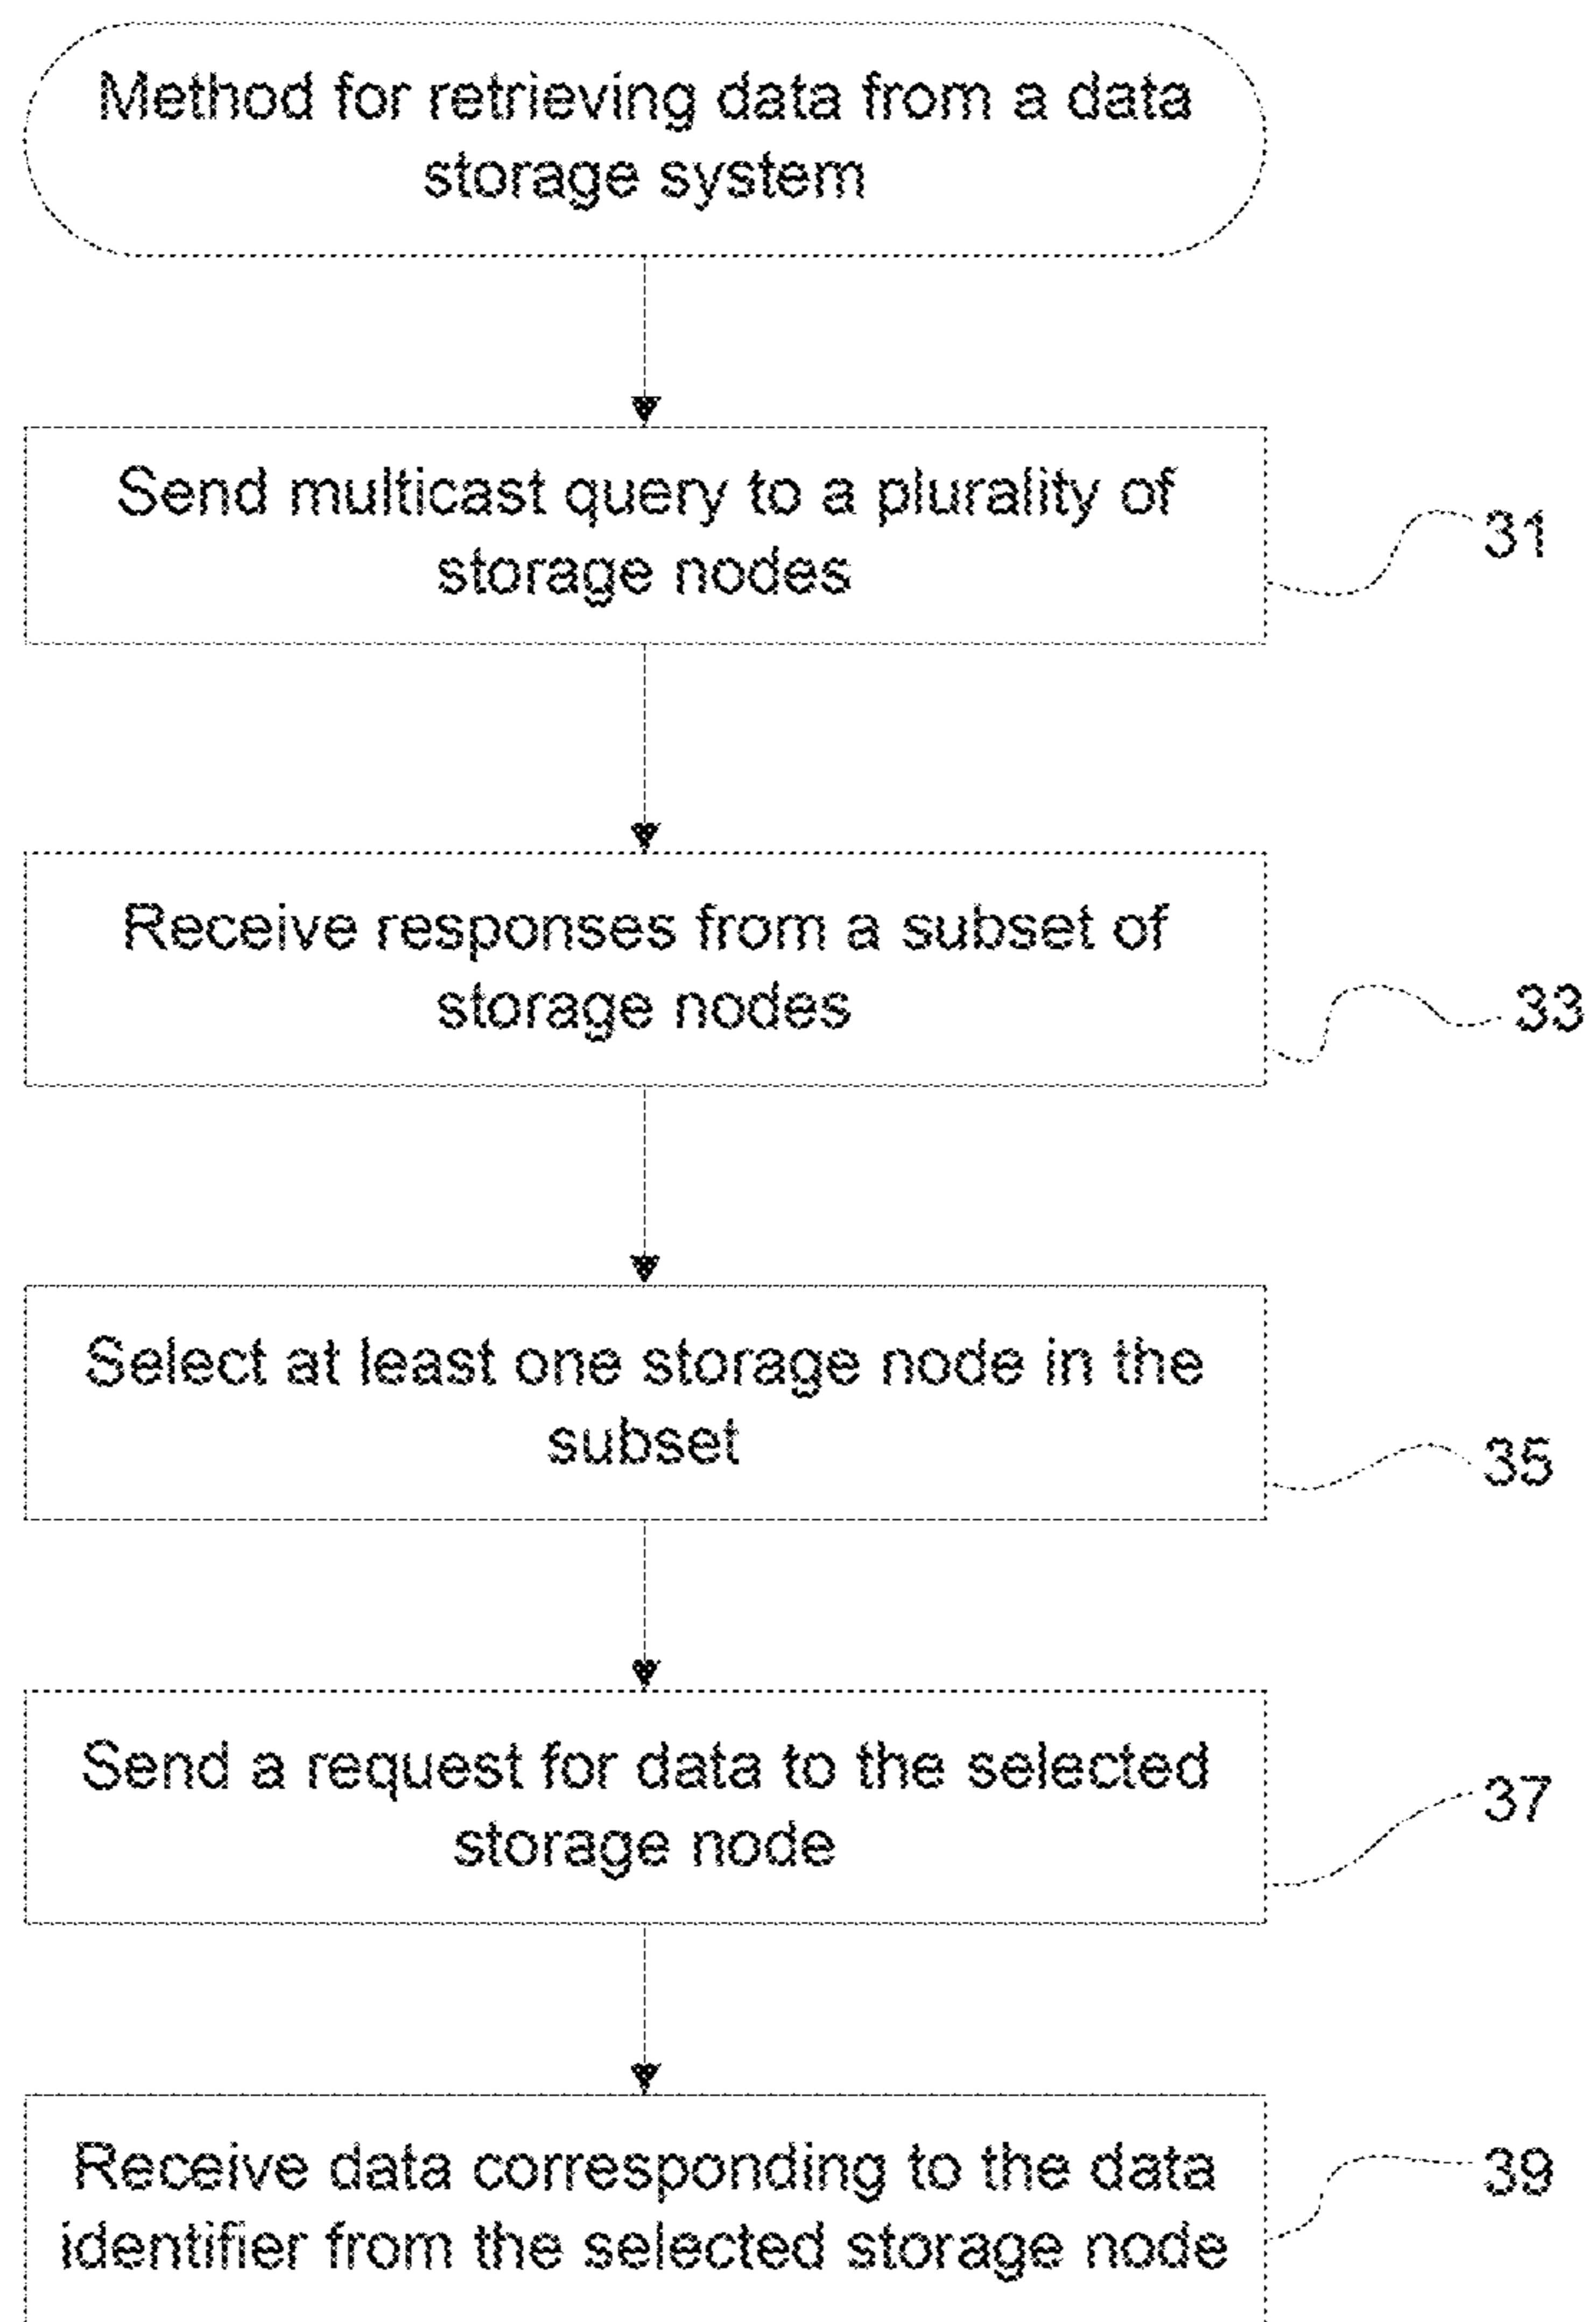 Method for retrieving data from a data
storage system
Send multicast query to a plurality of
storage nodes
31
Receive responses from a subset of
storage nodes
33
Select at least one storage node in the
subset
35
Send a request for data to the selected
storage node
37
Receive data corresponding to the data
identifier from the selected storage node
39